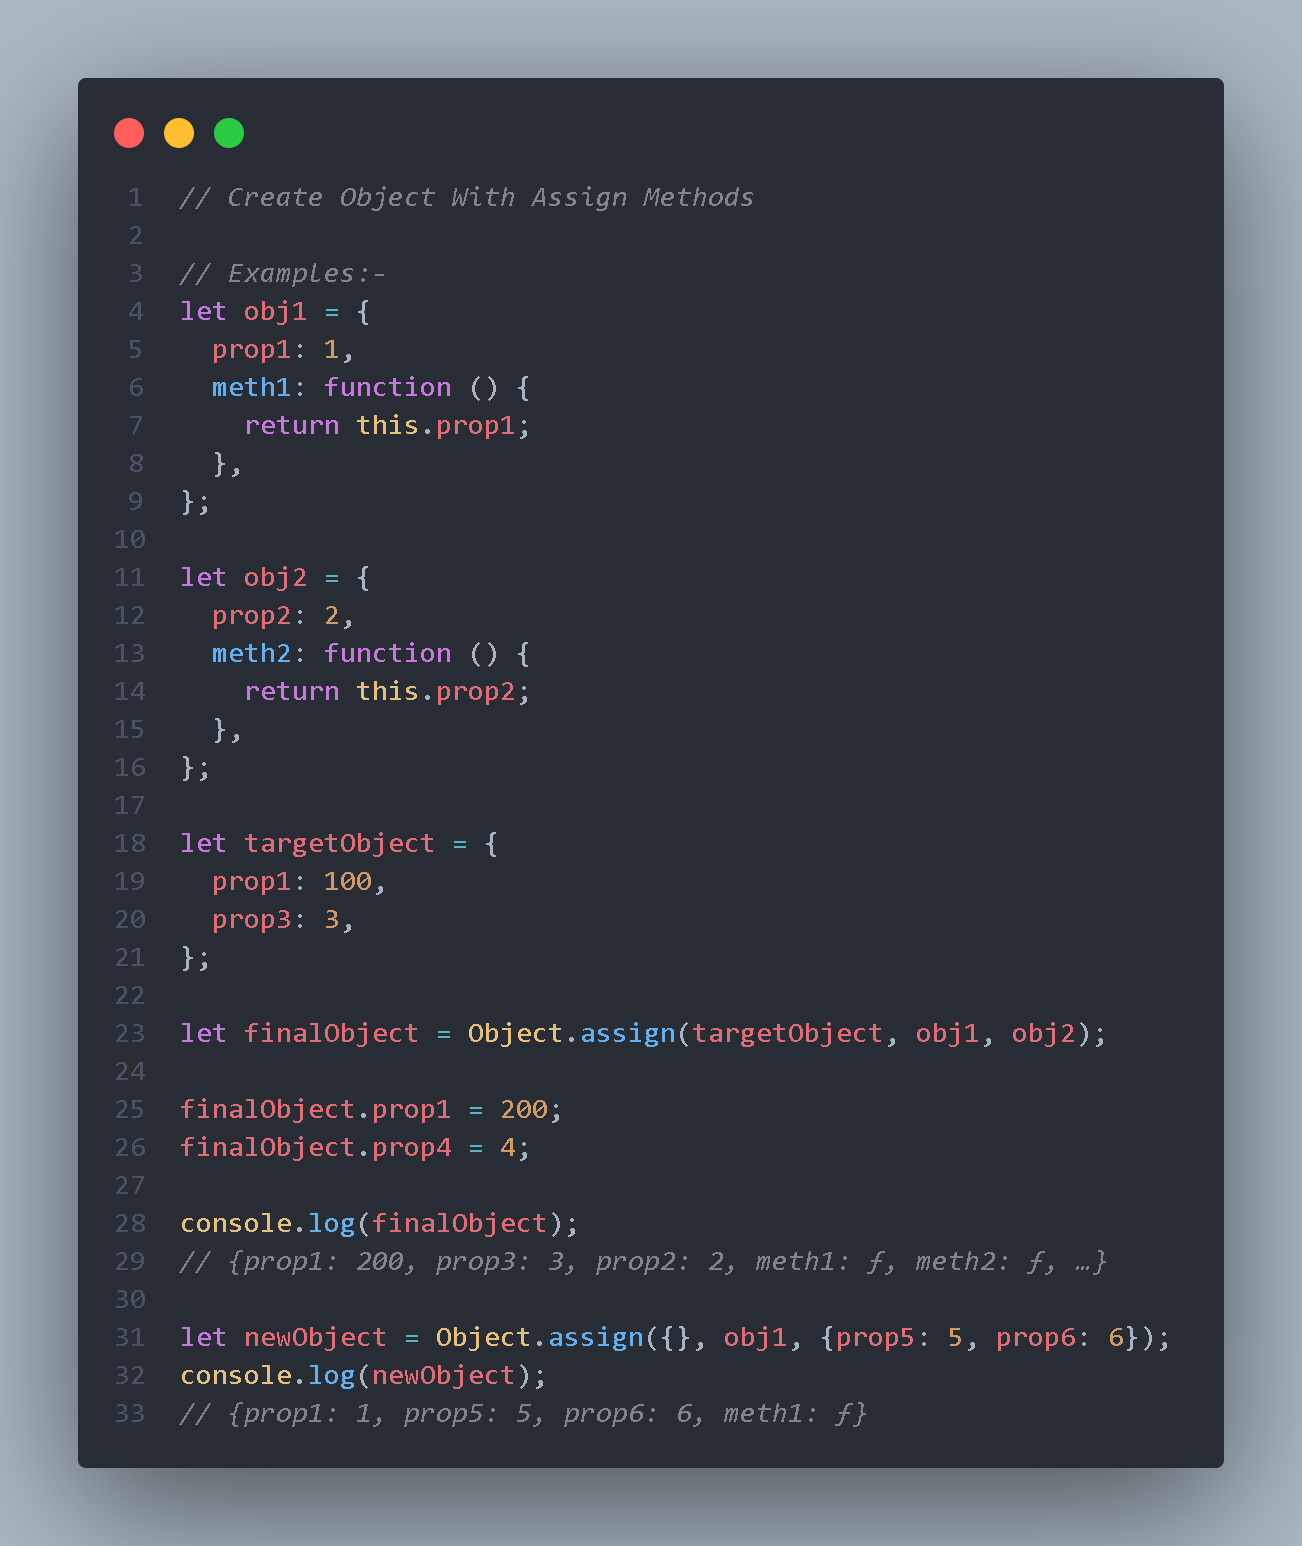 1 // Create Object With Assign Methods
2
3 // Examples:-
4 let obj1 = {
5   prop1: 1,
6   meth1: function () {
7     return this.prop1;
8   },
9 };
10
11 let obj2 = {
12   prop2: 2,
13   meth2: function () {
14     return this.prop2;
15   },
16 };
17
18 let targetObject = {
19   prop1: 100,
20   prop3: 3,
21 };
22
23 let finalObject = Object.assign(targetObject, obj1, obj2);
24
25 finalObject.prop1 = 200;
26 finalObject.prop4 = 4;
27
28 console.log(finalObject);
29 // {prop1: 200, prop3: 3, prop2: 2, meth1: ƒ, meth2: ƒ, …}
30
31 let newObject = Object.assign({}, obj1, {prop5: 5, prop6: 6});
32 console.log(newObject);
33 // {prop1: 1, prop5: 5, prop6: 6, meth1: ƒ}